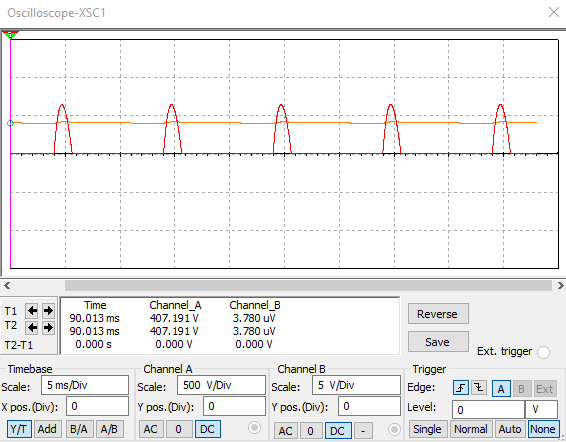 Oscilloscope-XSC1
Time Channel_A Channel_B
T1 90.013 ms 407.191 V 3.780 uV
T2 90.013 ms 407.191 V 3.780 uV
T2-T1 0.000 s 0.000 V 0.000 V
Reverse
Save
Ext. trigger
Timebase Channel A Channel B Trigger
Scale: 5 ms/Div Scale: 500 V/Div Scale: 5 V/Div Edge: A B Ext
X pos.(Div): 0 Y pos.(Div): 0 Y pos.(Div): 0 Level: 0 V
Y/T Add B/A A/B AC 0 DC AC 0 DC - Single Normal Auto None